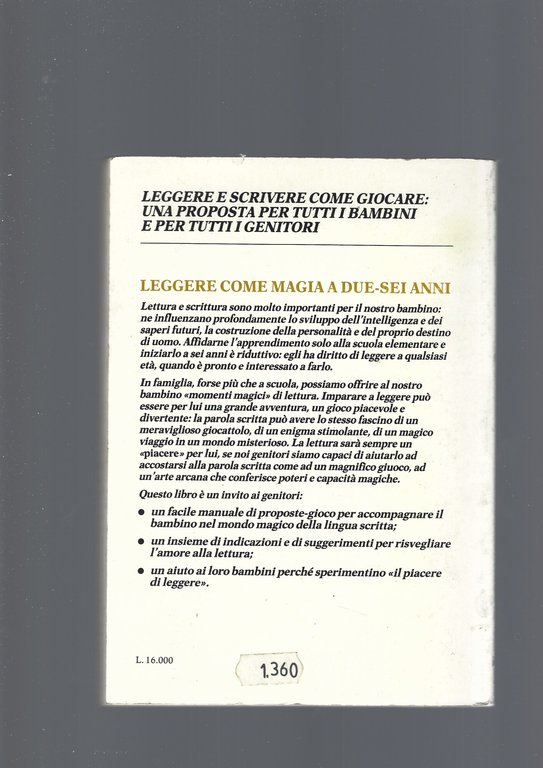 LEGGERE E SCRIVERE COME GIOCARE:
UNA PROPOSTA PER TUTTI I BAMBINI
E PER TUTTI I GENITORI
LEGGERE COME MAGIA A DUE-SEI ANNI
Lettura e scrittura sono molto importanti per il nostro bambino:
ne influenzano profondamente lo sviluppo dell'intelligenza e dei
saperi futuri, la costruzione della personalità e del proprio destino
di uomo. Affidarne l'apprendimento solo alla scuola elementare e
iniziarlo a sei anni è riduttivo: egli ha diritto di leggere a qualsiasi
età, quando è pronto e interessato a farlo.
In famiglia, forse più che a scuola, possiamo offrire al nostro
bambino «momenti magici» di lettura. Imparare a leggere può
essere per lui una grande avventura, un gioco piacevole e
divertente: la parola scritta può avere lo stesso fascino di un
meraviglioso giocattolo, di un enigma stimolante, di un magico
viaggio in un mondo misterioso. La lettura sarà sempre un
«piacere» per lui, se noi genitori siamo capaci di aiutarlo ad
accostarsi alla parola scritta come ad un magnifico giuoco, ad
un'arte arcana che conferisce poteri e capacità magiche.
Questo libro è un invito ai genitori:
● un facile manuale di proposte-gioco per accompagnare il
bambino nel mondo magico della lingua scritta;
● un insieme di indicazioni e di suggerimenti per risvegliare
l'amore alla lettura;
● un aiuto ai loro bambini perché sperimentino «il piacere
di leggere».
L. 16.000
1.360